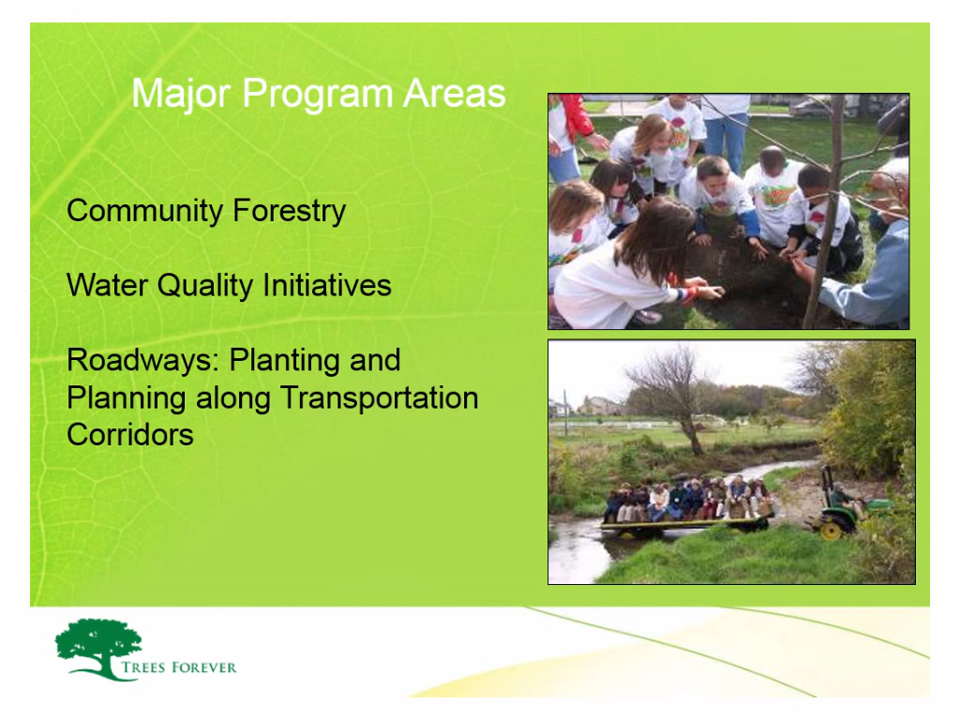 Major Program Areas
Community Forestry
Water Quality Initiatives
Roadways: Planting and
Planning along Transportation
Corridors
TREES FOREVER